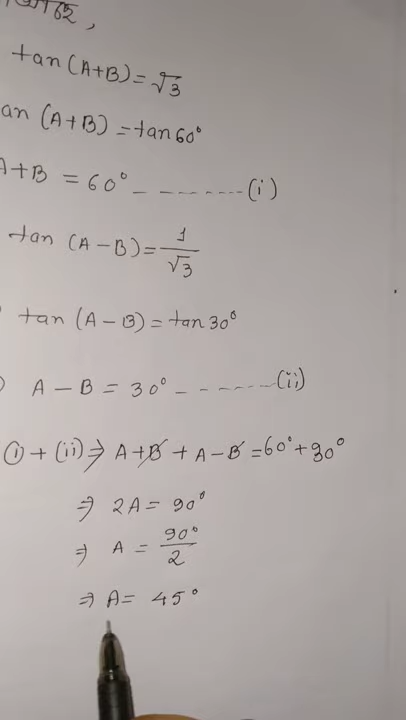 tan(A+B)=√3
an (A+B) = tan 60°
A+B = 60° --------(i)
tan (A-B) = 1/√3
tan (A-B) = tan 30°
A-B = 30° --------(ii)
(i) + (ii) ⇒ A+B + A-B = 60°+30°
⇒ 2A = 90°
⇒ A = 90°/2
⇒ A = 45°